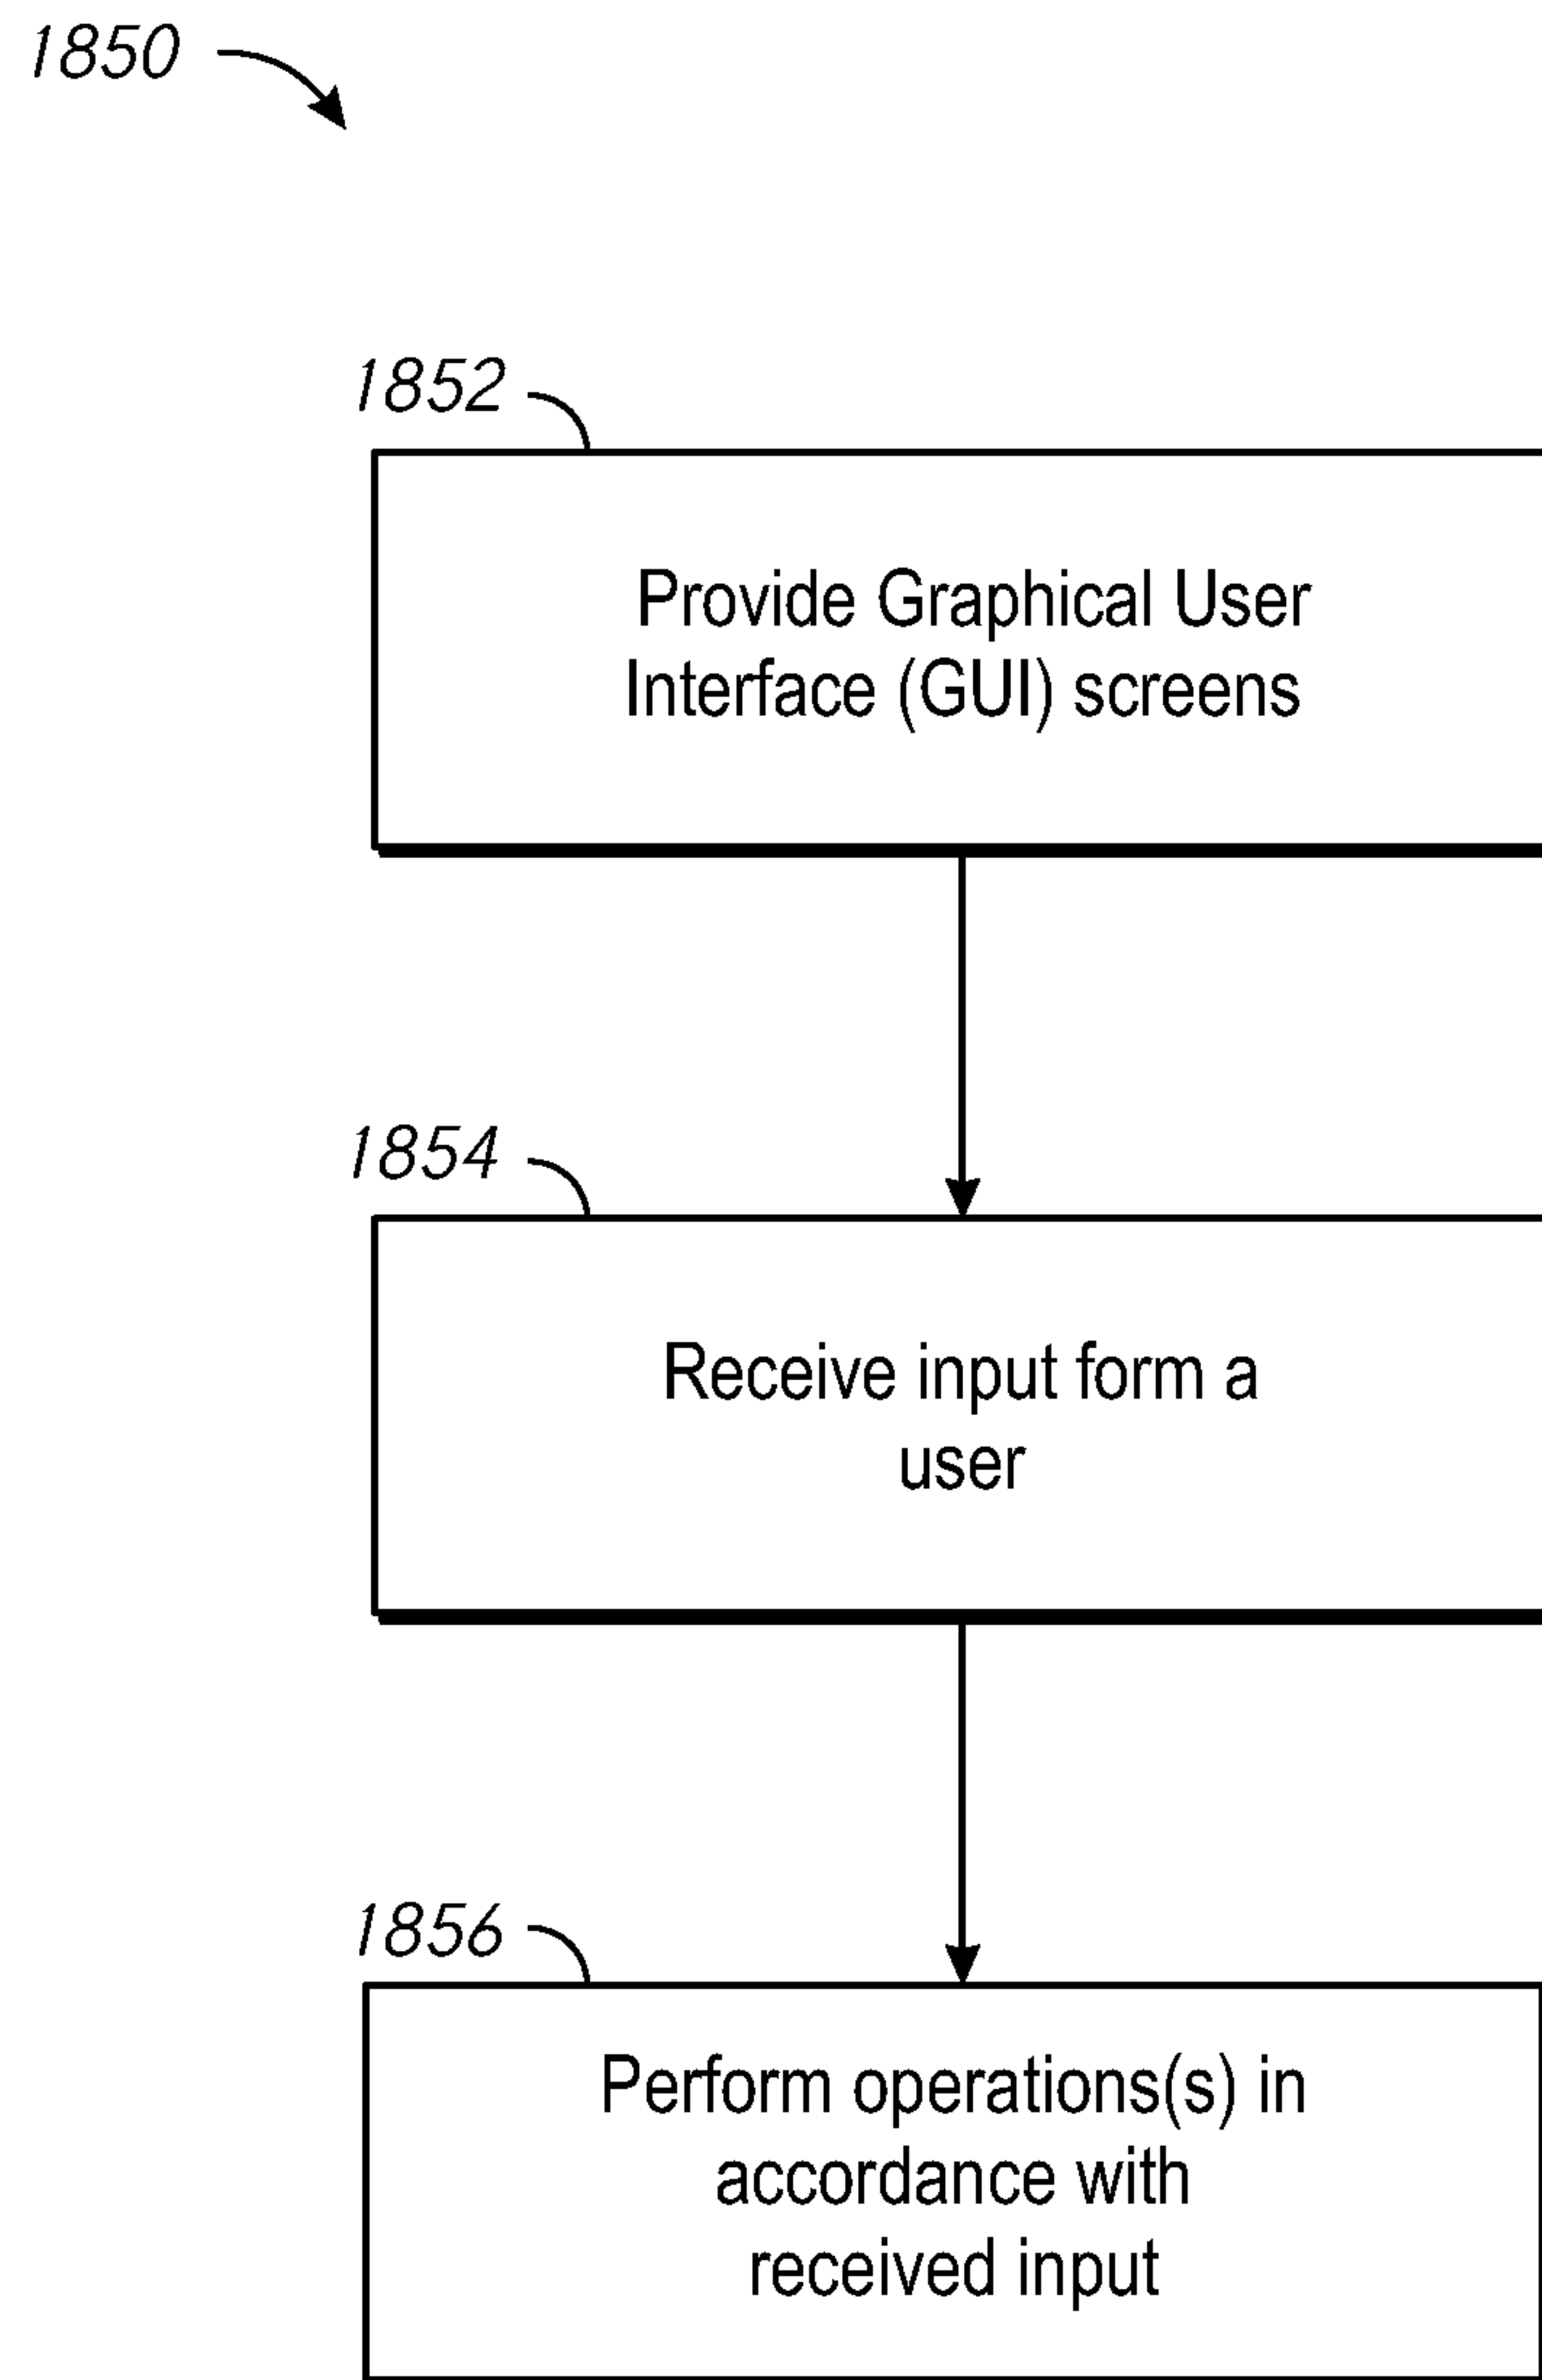 1850
1852
Provide Graphical User
Interface (GUI) screens
1854
Receive input form a
user
1856
Perform operations(s) in
accordance with
received input